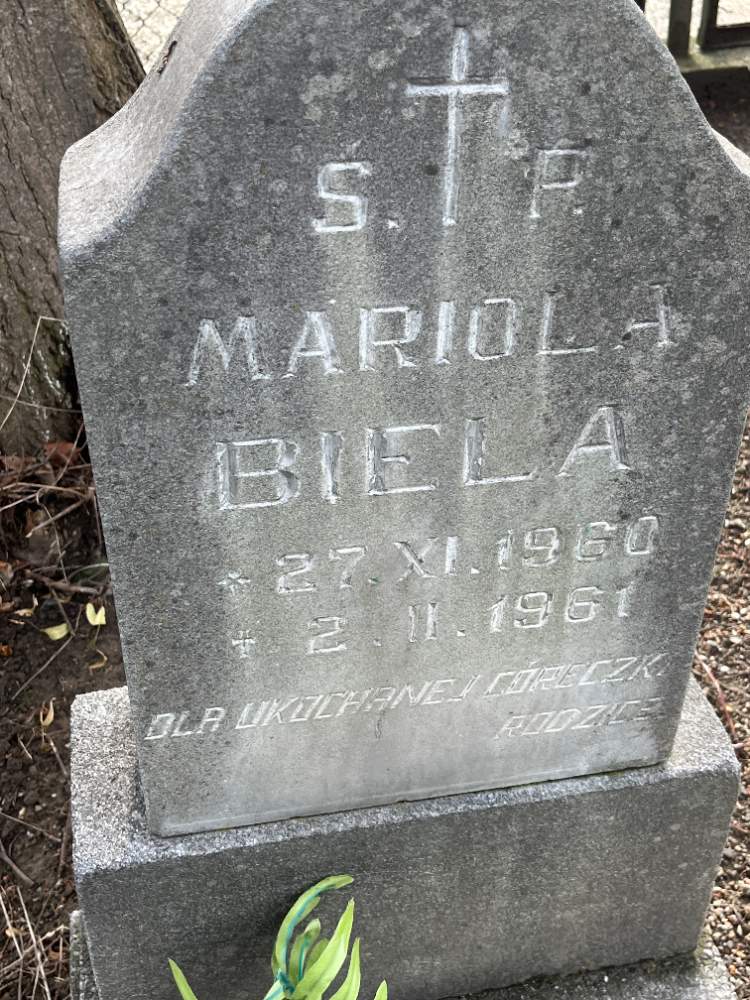 Ś. P.
MARIOLA
BIELA
* 27. XI. 1960
+ 2. II. 1961
DLA UKOCHANEJ CÓRECZKI
RODZICE